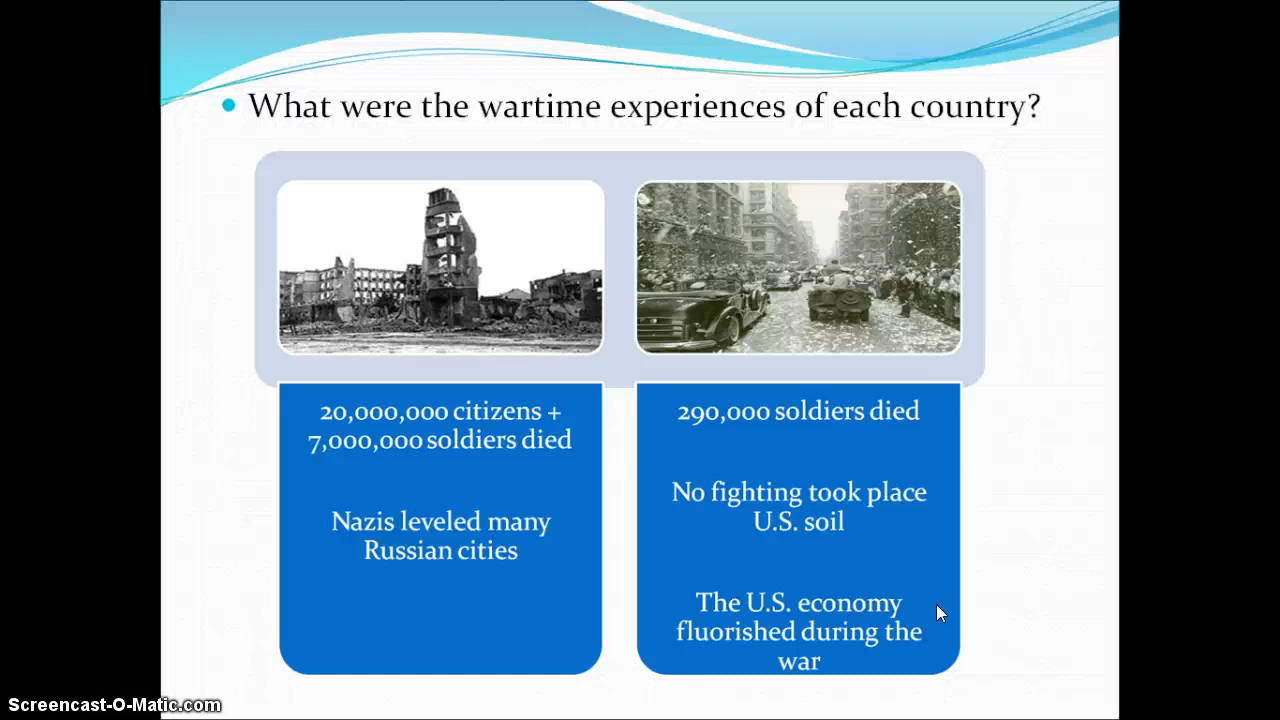 What were the wartime experiences of each country?
20,000,000 citizens +
7,000,000 soldiers died
Nazis leveled many
Russian cities
290,000 soldiers died
No fighting took place
U.S. soil
The U.S. economy
fluorished during the
war
Screencast-O-Matic.com